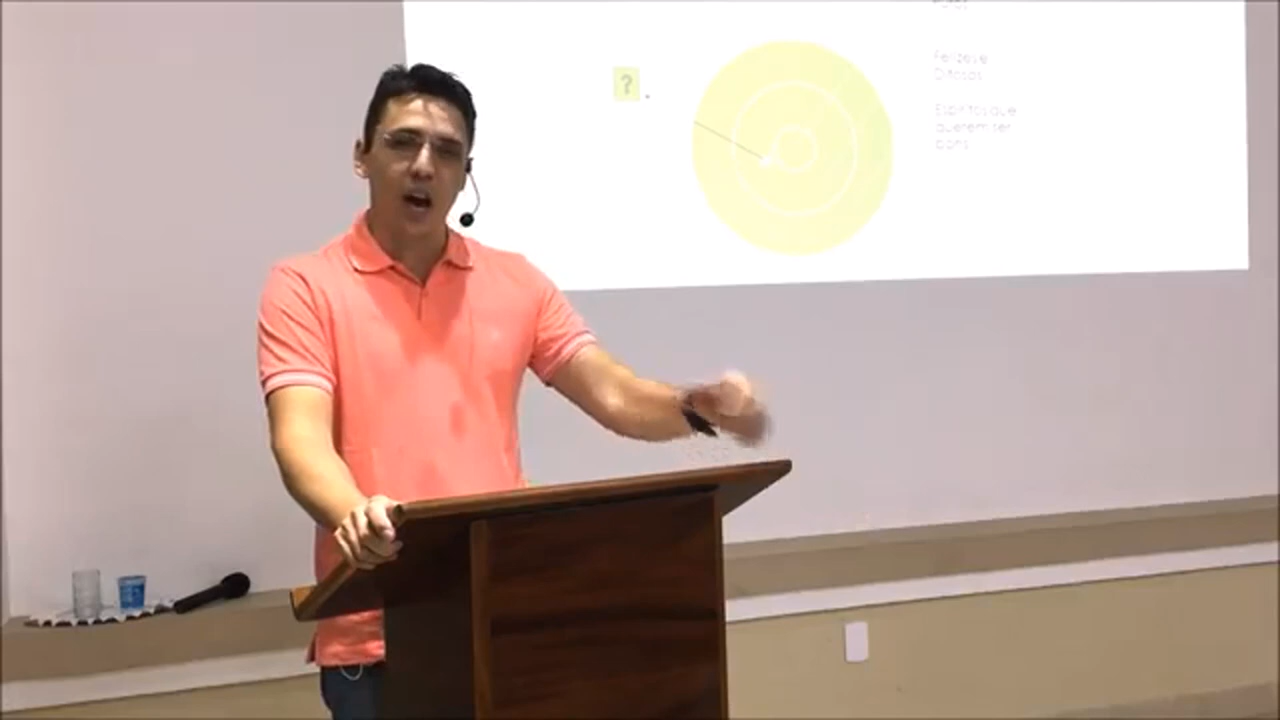 ?
Felizes e
Ditosos
Espíritos que
querem ser
bons